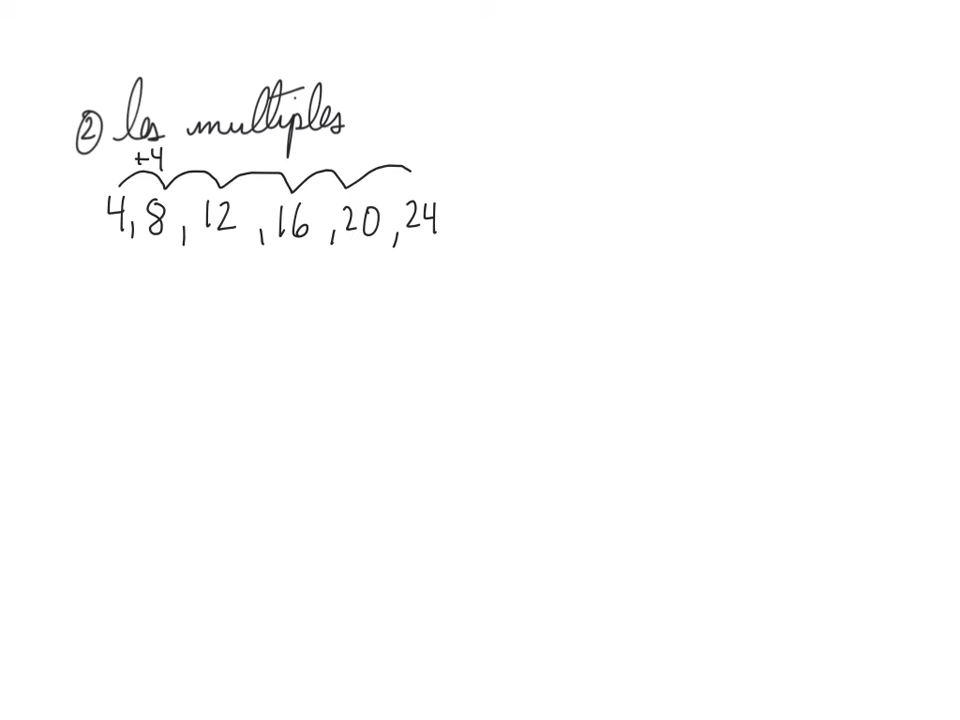 ② les multiples
+4
4, 8, 12, 16, 20, 24